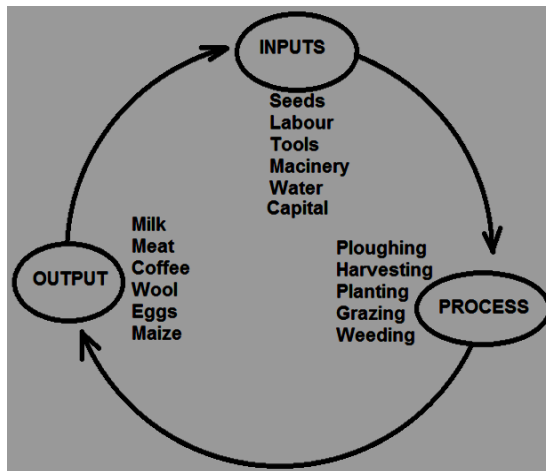 INPUTS
Seeds
Labour
Tools
Macinery
Water
Capital
Ploughing
Harvesting
Planting
Grazing
Weeding
PROCESS
OUTPUT
Milk
Meat
Coffee
Wool
Eggs
Maize